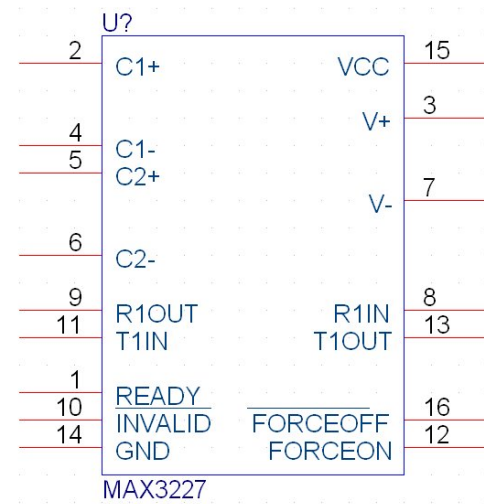 U?
2 C1+ VCC 15
V+ 3
4 C1-
5 C2+
V- 7
6 C2-
9 R1OUT R1IN 8
11 T1IN T1OUT 13
1 READY
10 INVALID FORCEOFF 16
14 GND FORCEON 12
MAX3227